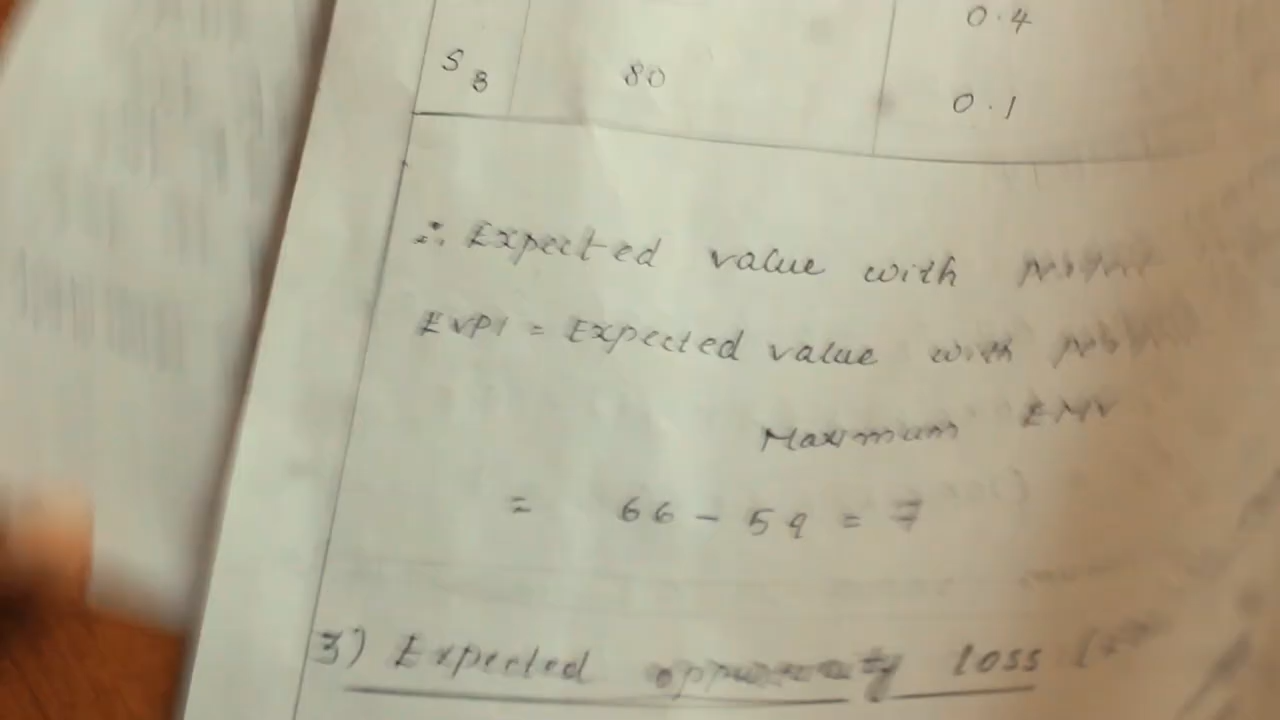 0.4
S3 80 0.1
∴ Expected value with
EVPI = Expected value with
Maximum EMV
= 66 - 59 = 7
3) Expected opportunity loss (